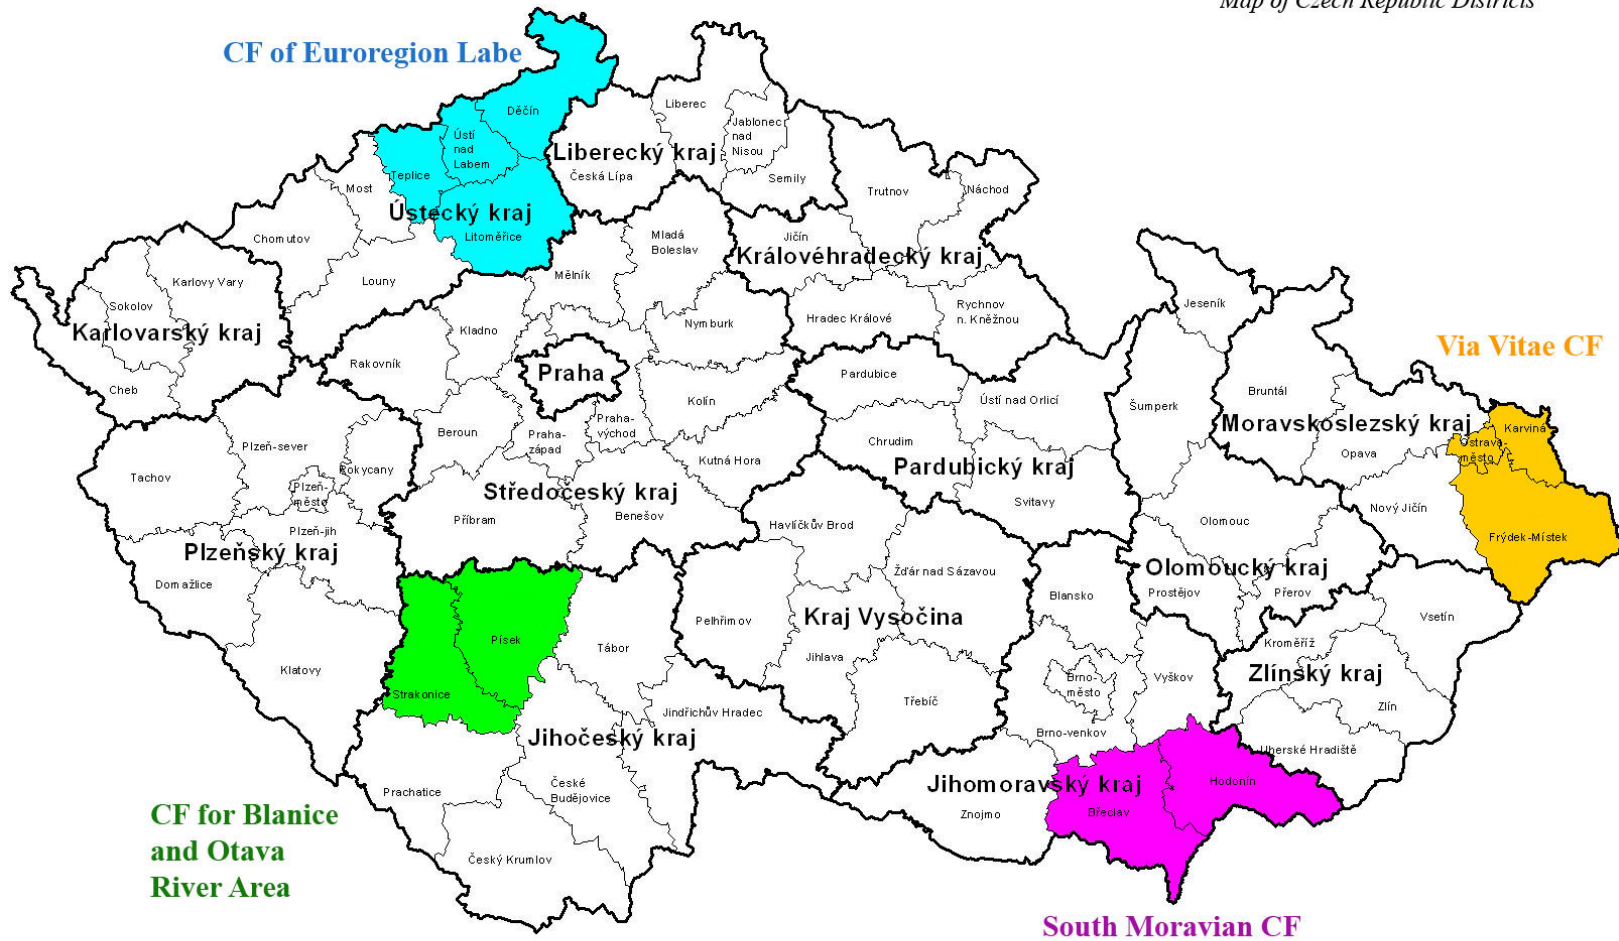 Map of Czech Republic Districts
CF of Euroregion Labe
Děčín
Liberec
Ústí
nad
Labem
Jablonec
nad
Nisou
Liberecký kraj
Teplice
Česká Lípa
Semily
Most
Trutnov
Náchod
Ústecký kraj
Litoměřice
Chomutov
Mladá
Boleslav
Jičín
Královéhradecký kraj
Louny
Mělník
Karlovy Vary
Sokolov
Karlovarský kraj
Kladno
Nymburk
Hradec Králové
Rychnov
n. Kněžnou
Jeseník
Via Vitae CF
Rakovník
Praha
Cheb
Pardubice
Kolín
Ústí nad Orlicí
Šumperk
Bruntál
Moravskoslezský kraj
Karviná
Ostrava-
město
Beroun
Praha-
západ
Praha-
východ
Plzeň-sever
Chrudim
Opava
Tachov
Rokycany
Kutná Hora
Pardubický kraj
Plzeň-
město
Středočeský kraj
Svitavy
Nový Jičín
Příbram
Benešov
Havlíčkův Brod
Olomouc
Plzeň-jih
Plzeňský kraj
Frýdek-Místek
Domažlice
Žďár nad Sázavou
Olomoucký kraj
Prostějov
Přerov
Blansko
Vsetín
Pelhřimov
Kraj Vysočina
Písek
Tábor
Kroměříž
Klatovy
Jihlava
Zlínský kraj
Vyškov
Brno-
město
Strakonice
Třebíč
Zlín
Jindřichův Hradec
Jihočeský kraj
Brno-venkov
Uherské Hradiště
Jihomoravský kraj
Hodonín
Prachatice
České
Budějovice
Znojmo
Břeclav
CF for Blanice
and Otava
River Area
Český Krumlov
South Moravian CF